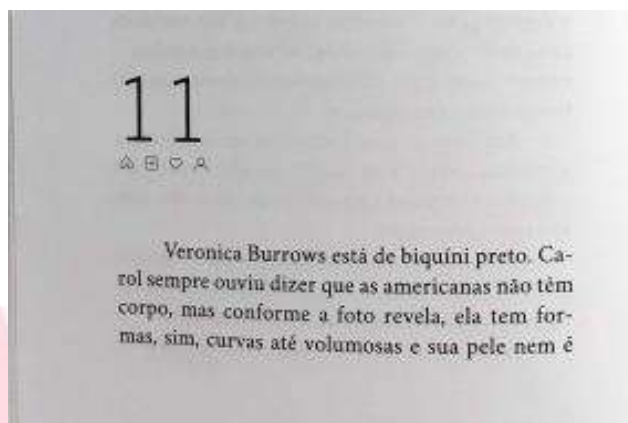 11
Veronica Burrows está de biquíni preto. Ca-
rol sempre ouviu dizer que as americanas não têm
corpo, mas conforme a foto revela, ela tem for-
mas, sim, curvas até volumosas e sua pele nem é